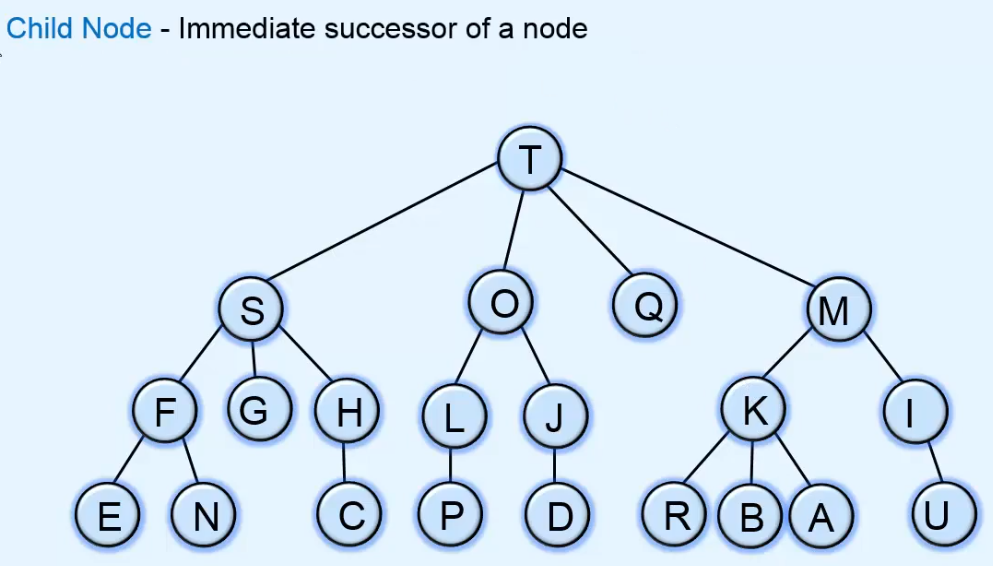 Child Node - Immediate successor of a node
T
S O Q M
F G H L J K I
E N C P D R B A U